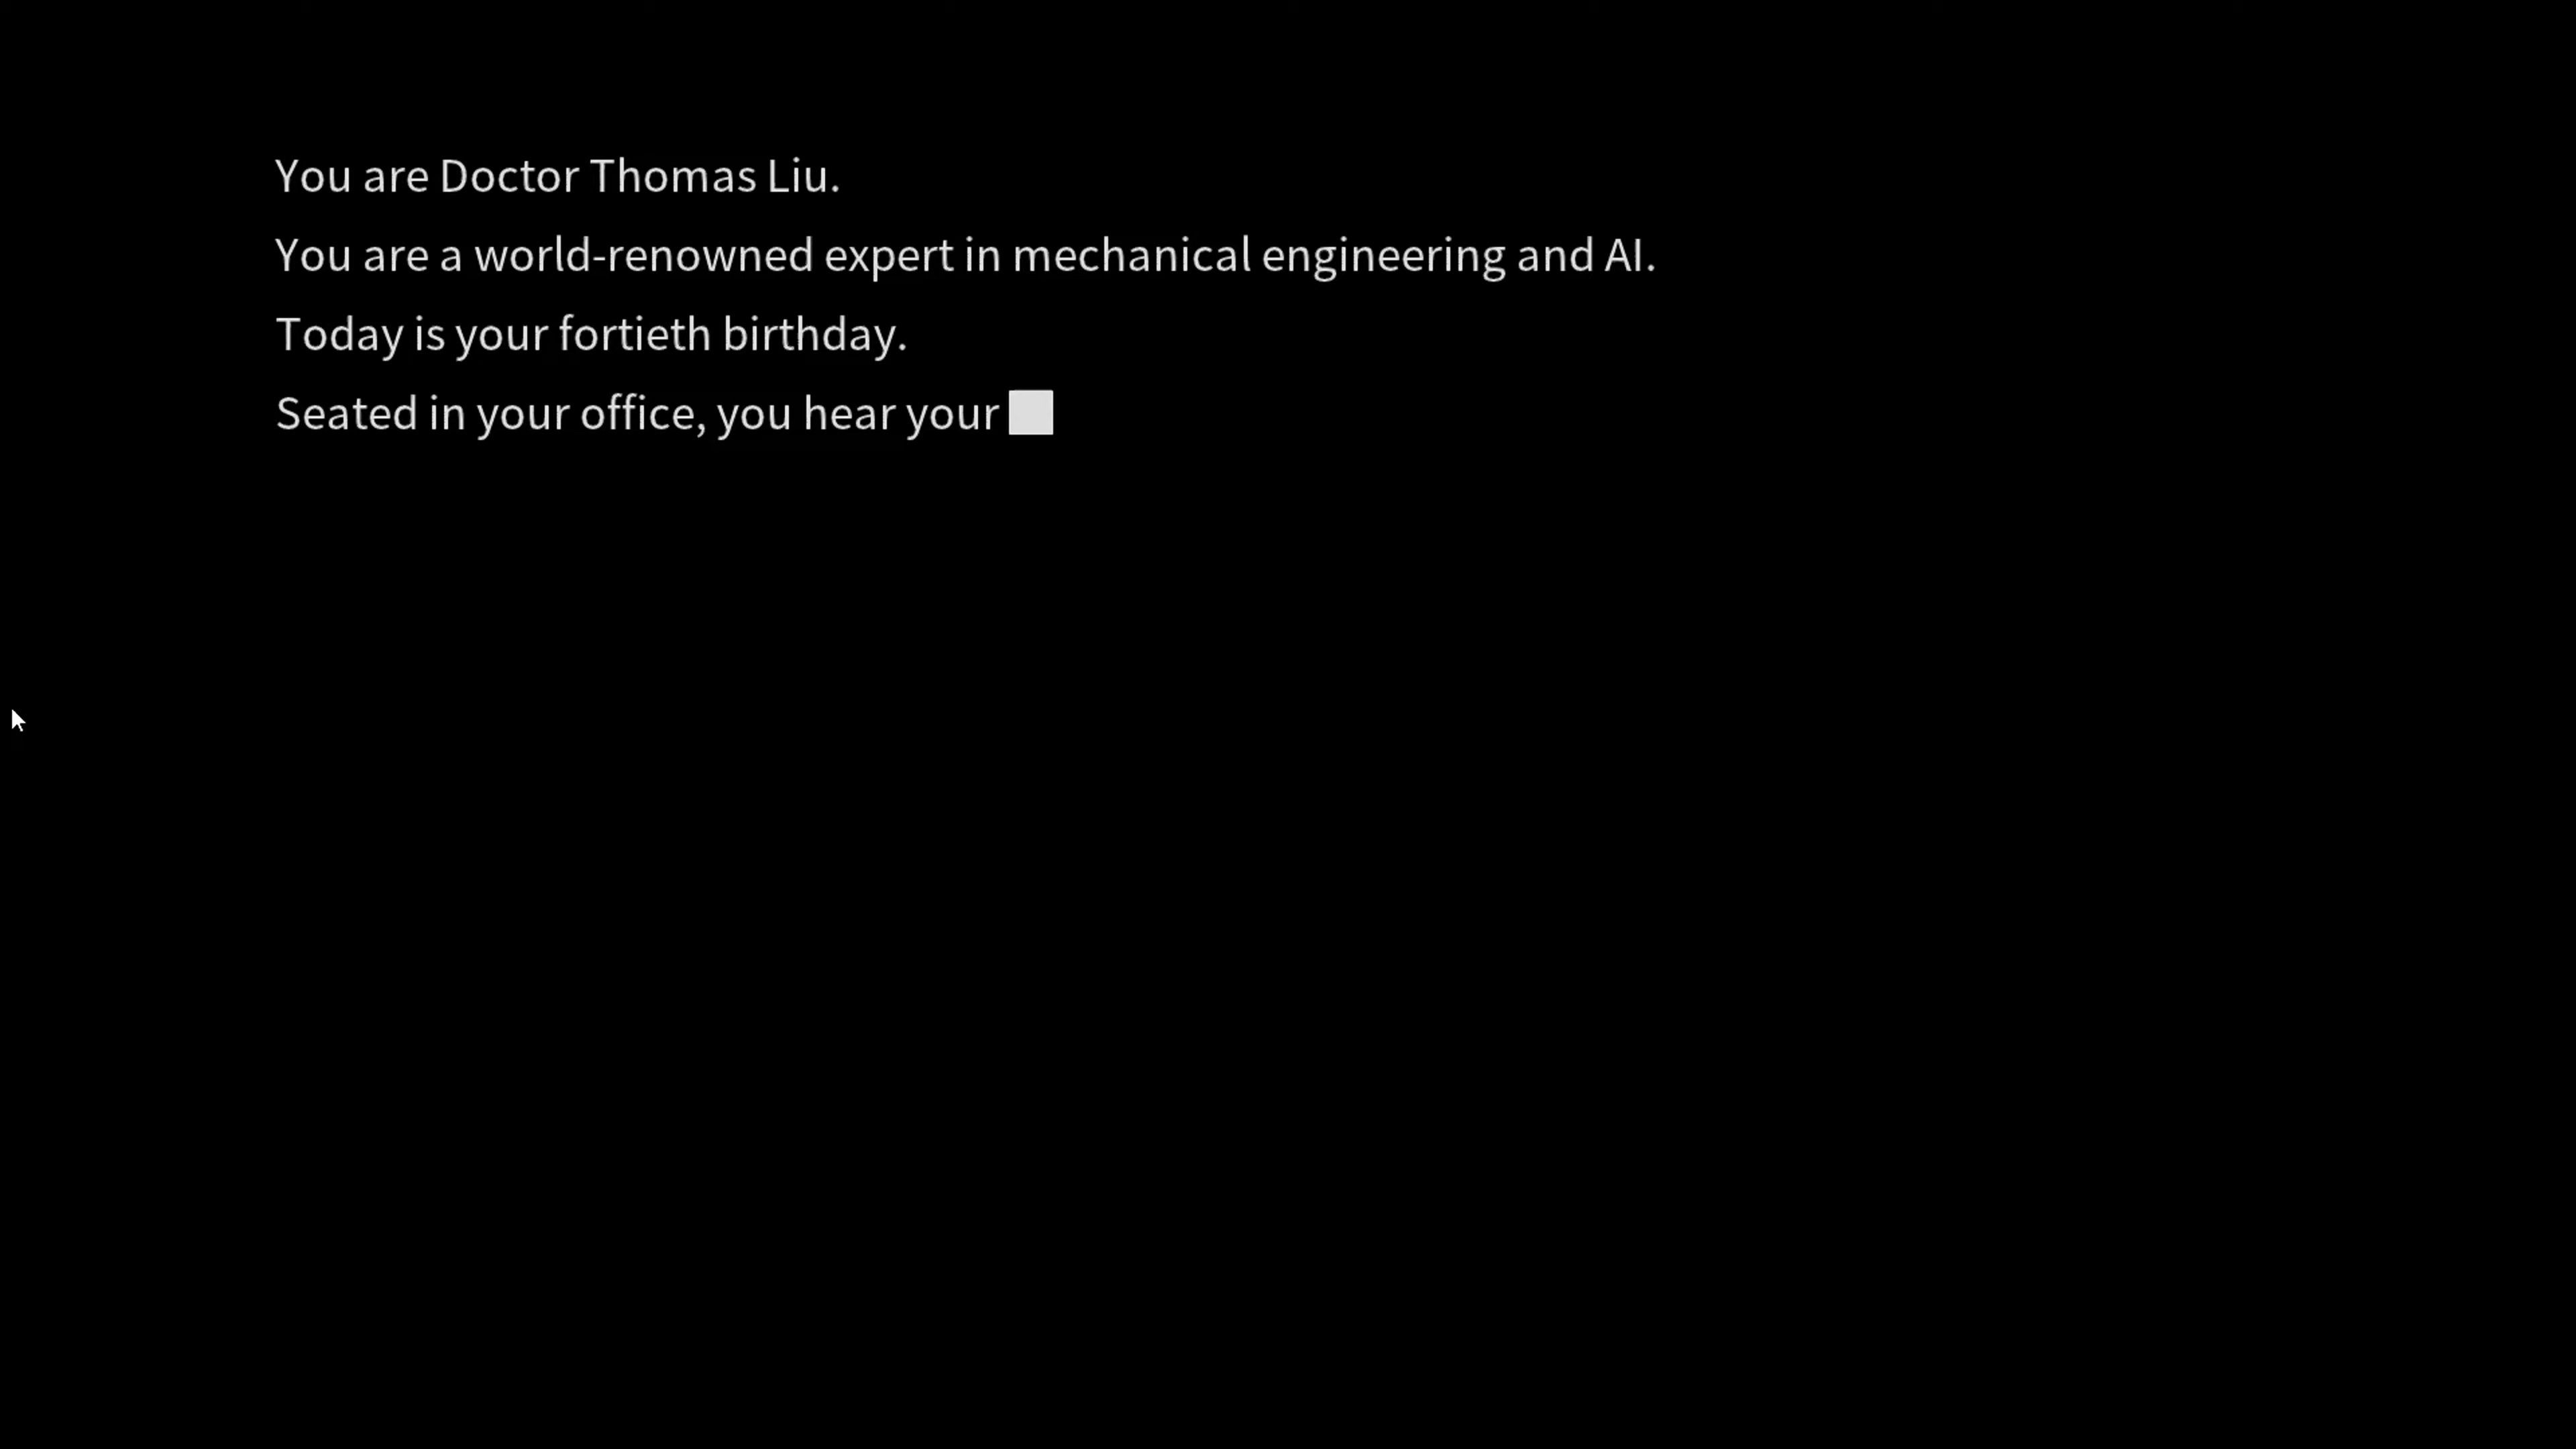 You are Doctor Thomas Liu.
You are a world-renowned expert in mechanical engineering and AI.
Today is your fortieth birthday.
Seated in your office, you hear your